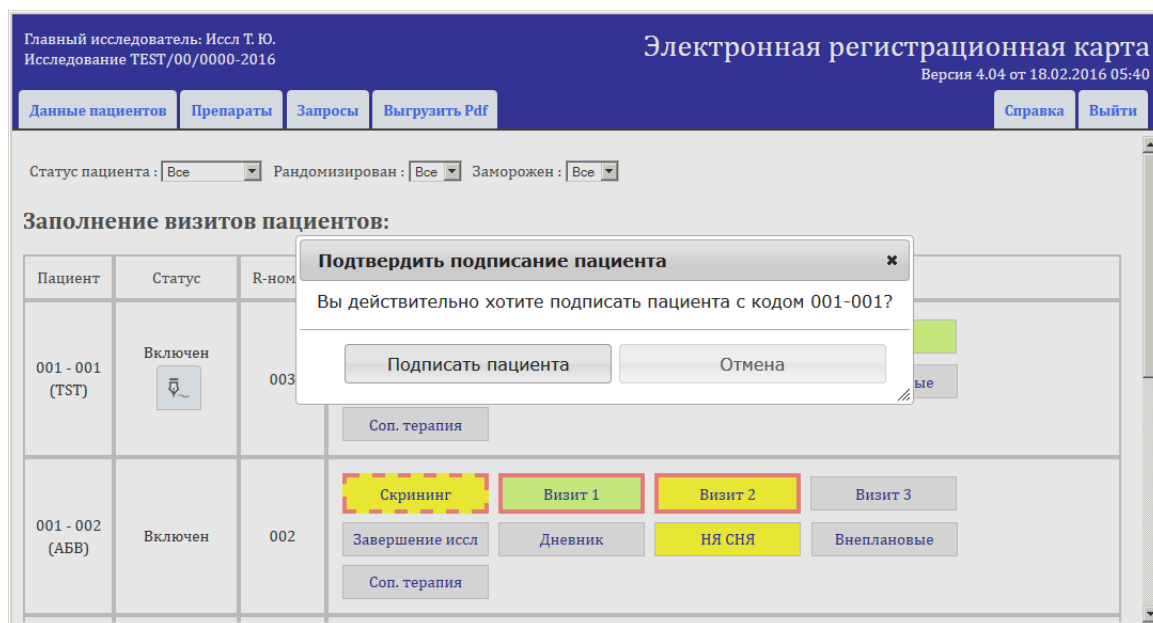 Главный исследователь: Иссл Т. Ю.
Исследование TEST/00/0000-2016
Электронная регистрационная карта
Версия 4.04 от 18.02.2016 05:40
Данные пациентов Препараты Запросы Выгрузить Pdf Справка Выйти
Статус пациента : Все Рандомизирован : Все Заморожен : Все
Заполнение визитов пациентов:
Подтвердить подписание пациента
Вы действительно хотите подписать пациента с кодом 001-001?
Подписать пациента Отмена
Пациент Статус R-ном
001 - 001
(TST)
Включен
003
ые
Соп. терапия
001 - 002
(АБВ)
Включен
002
Скрининг Визит 1 Визит 2 Визит 3
Завершение иссл Дневник НЯ СНЯ Внеплановые
Соп. терапия